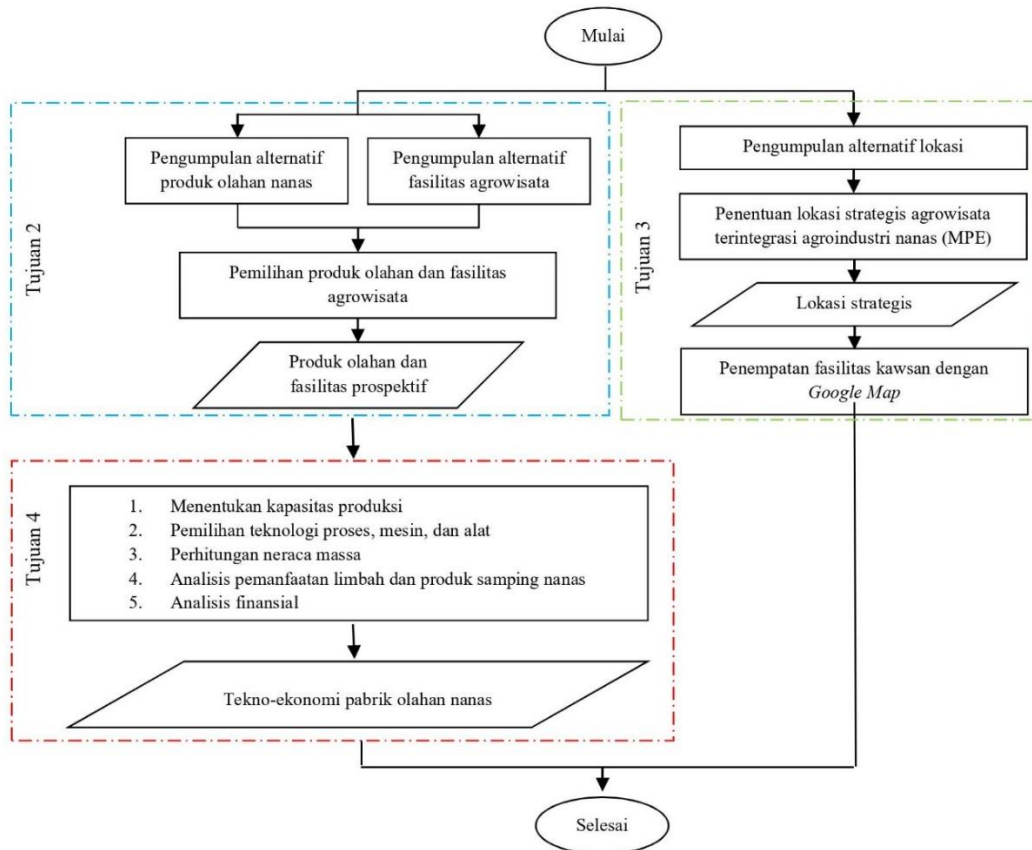 Mulai
Tujuan 2
Pengumpulan alternatif
produk olahan nanas
Pengumpulan alternatif
fasilitas agrowisata
Pemilihan produk olahan dan fasilitas
agrowisata
Produk olahan dan
fasilitas prospektif
Tujuan 3
Pengumpulan alternatif lokasi
Penentuan lokasi strategis agrowisata
terintegrasi agroindustri nanas (MPE)
Lokasi strategis
Penempatan fasilitas kawsan dengan
Google Map
Tujuan 4
1. Menentukan kapasitas produksi
2. Pemilihan teknologi proses, mesin, dan alat
3. Perhitungan neraca massa
4. Analisis pemanfaatan limbah dan produk samping nanas
5. Analisis finansial
Tekno-ekonomi pabrik olahan nanas
Selesai